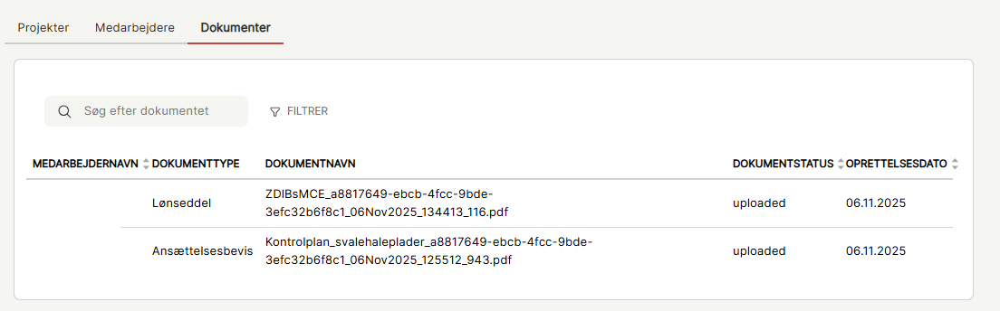 Projekter Medarbejdere Dokumenter
Søg efter dokumentet FILTRER
MEDARBEJDERNAVN DOKUMENTTYPE DOKUMENTNAVN DOKUMENTSTATUS OPRETTELSESDATO
Lønseddel ZDIBsMCE_a8817649-ebcb-4fcc-9bde- uploaded 06.11.2025
3efc32b6f8c1_06Nov2025_134413_116.pdf
Ansættelsesbevis Kontrolplan_svalehaleplader_a8817649-ebcb-4fcc-9bde- uploaded 06.11.2025
3efc32b6f8c1_06Nov2025_125512_943.pdf